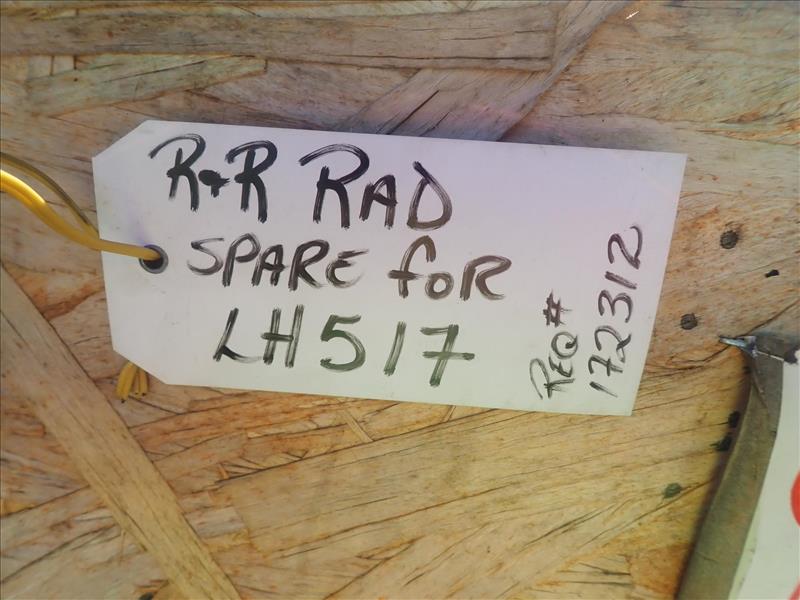 R+R RAD
SPARE FOR
LH517
REQ#
172312